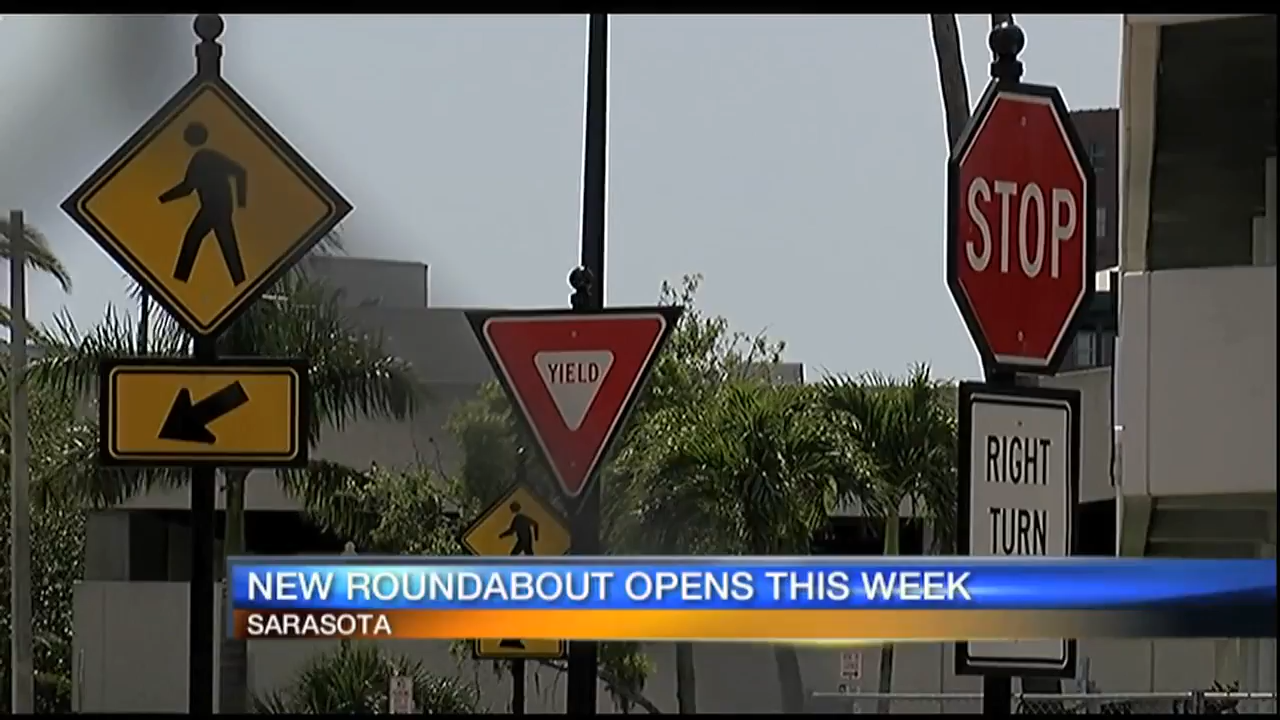 STOP
YIELD
RIGHT
TURN
NEW ROUNDABOUT OPENS THIS WEEK
SARASOTA